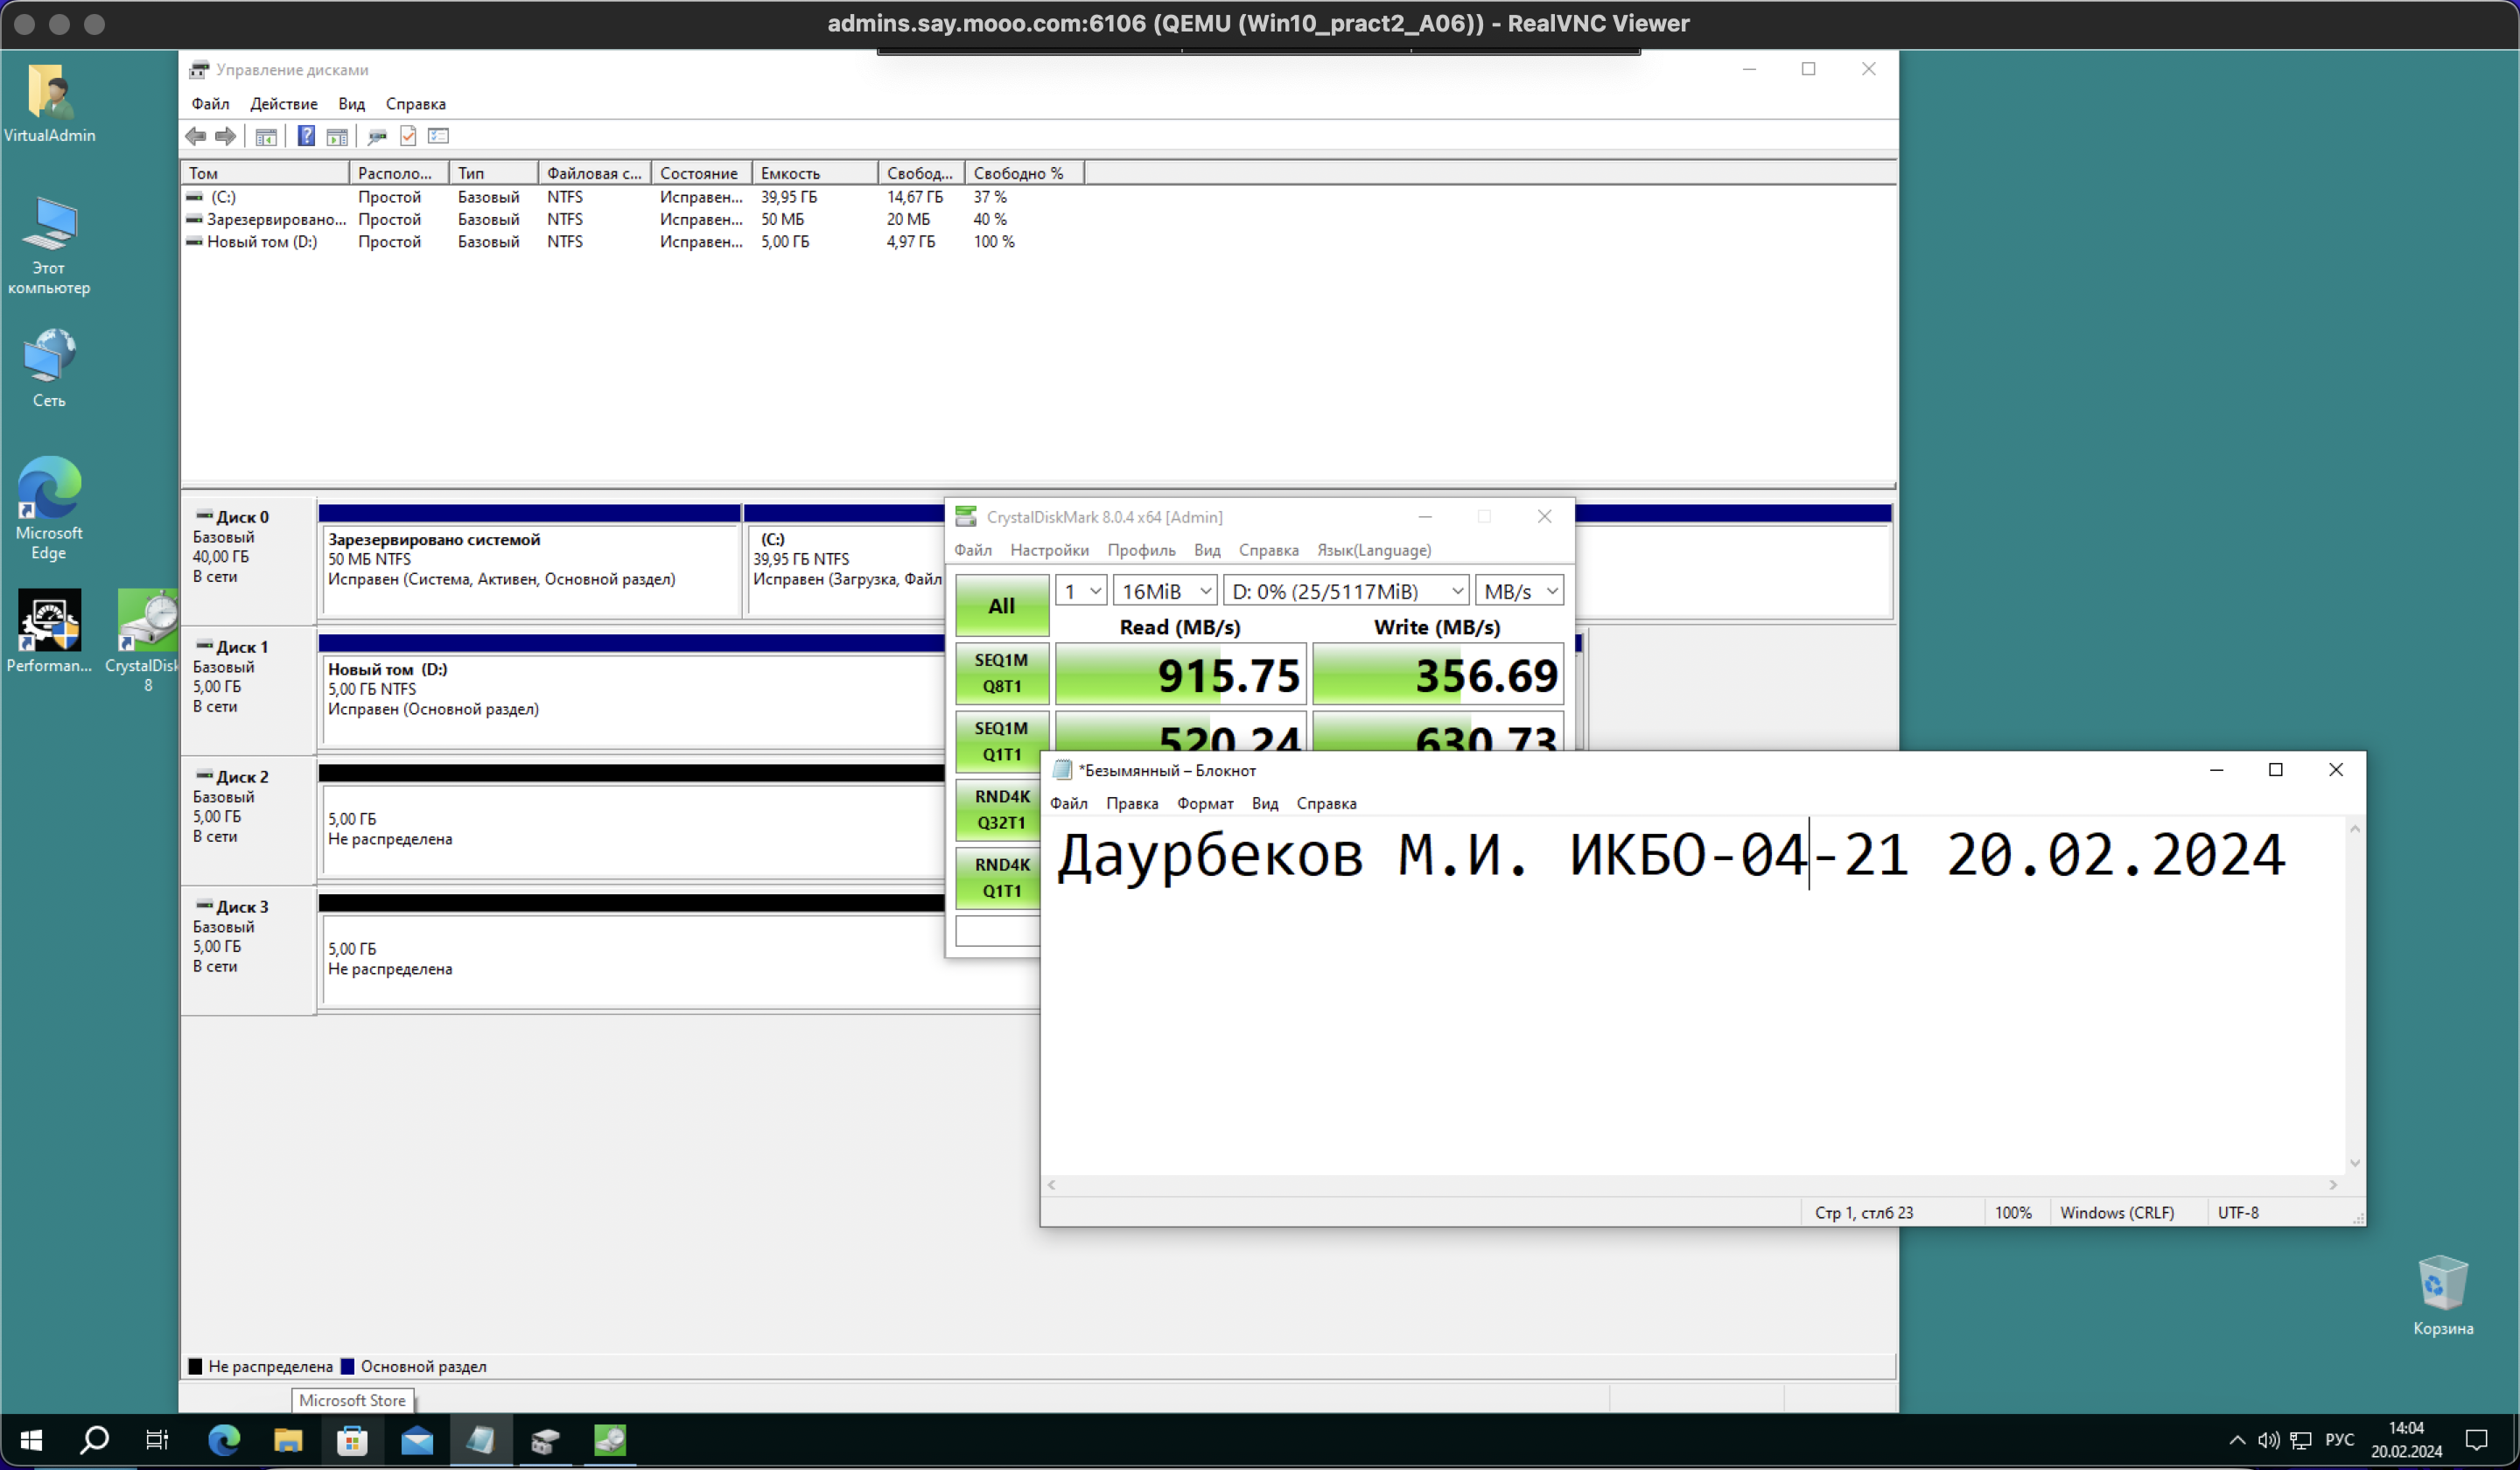 admins.say.mooo.com:6106 (QEMU (Win10_pract2_A06)) - RealVNC Viewer
VirtualAdmin
Этот
компьютер
Сеть
Microsoft
Edge
Performan...
CrystalDisk
8
Корзина
Управление дисками
Файл Действие Вид Справка
Том Располо... Тип Файловая с... Состояние Емкость Свобод... Свободно %
(C:) Простой Базовый NTFS Исправен... 39,95 ГБ 14,67 ГБ 37 %
Зарезервировано... Простой Базовый NTFS Исправен... 50 МБ 20 МБ 40 %
Новый том (D:) Простой Базовый NTFS Исправен... 5,00 ГБ 4,97 ГБ 100 %
Диск 0
Базовый
40,00 ГБ
В сети
Зарезервировано системой
50 МБ NTFS
Исправен (Система, Активен, Основной раздел)
(C:)
39,95 ГБ NTFS
Исправен (Загрузка, Файл
Диск 1
Базовый
5,00 ГБ
В сети
Новый том (D:)
5,00 ГБ NTFS
Исправен (Основной раздел)
Диск 2
Базовый
5,00 ГБ
В сети
5,00 ГБ
Не распределена
Диск 3
Базовый
5,00 ГБ
В сети
5,00 ГБ
Не распределена
Не распределена Основной раздел
CrystalDiskMark 8.0.4 x64 [Admin]
Файл Настройки Профиль Вид Справка Язык(Language)
All 1 16MiB D: 0% (25/5117MiB) MB/s
Read (MB/s) Write (MB/s)
SEQ1M
Q8T1
915.75 356.69
SEQ1M
Q1T1
520.24 630.73
RND4K
Q32T1
RND4K
Q1T1
*Безымянный – Блокнот
Файл Правка Формат Вид Справка
Даурбеков М.И. ИКБО-04-21 20.02.2024
Стр 1, стлб 23 100% Windows (CRLF) UTF-8
Microsoft Store
РУС
14:04
20.02.2024